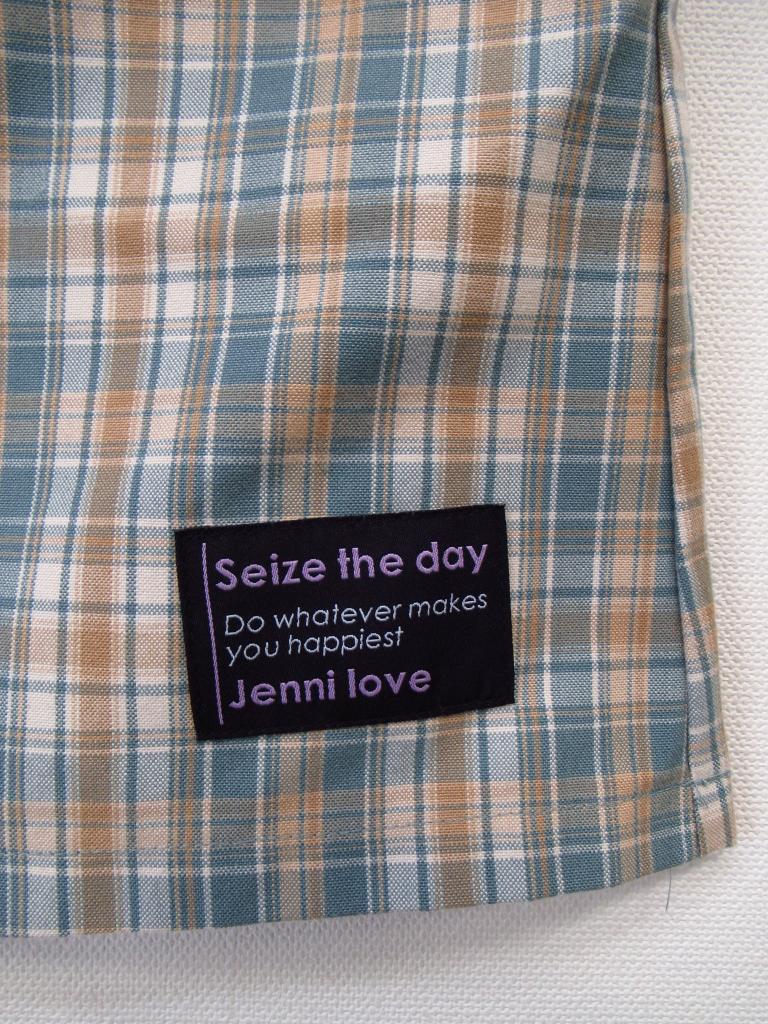 Seize the day
Do whatever makes
you happiest
Jenni love